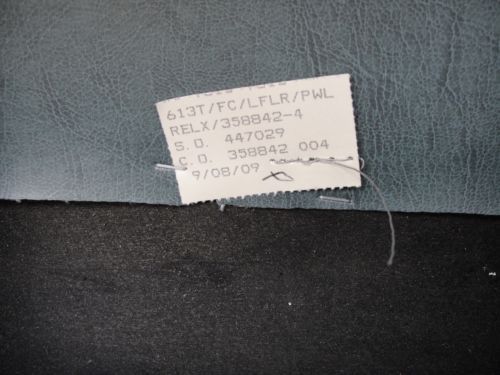 613T/FC/LFLR/PWL
RELX/358842-4
S.D. 447029
C.D. 358842 004
9/08/09